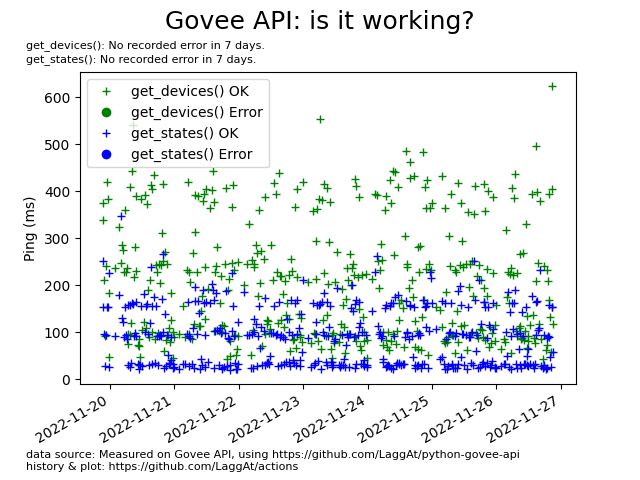 Govee API: is it working?
get_devices(): No recorded error in 7 days.
get_states(): No recorded error in 7 days.
get_devices() OK
get_devices() Error
get_states() OK
get_states() Error
Ping (ms)
600
500
400
300
200
100
0
2022-11-20
2022-11-21
2022-11-22
2022-11-23
2022-11-24
2022-11-25
2022-11-26
2022-11-27
data source: Measured on Govee API, using https://github.com/LaggAt/python-govee-api
history & plot: https://github.com/LaggAt/actions